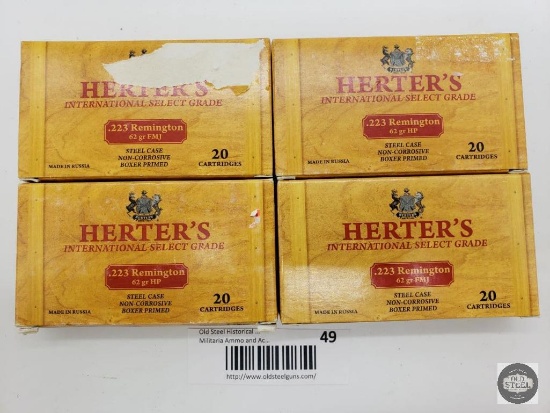 HERTER'S
INTERNATIONAL SELECT GRADE
.223 Remington
62 gr FMJ
STEEL CASE
NON-CORROSIVE
BOXER PRIMED
MADE IN RUSSIA
20
CARTRIDGES
HERTER'S
INTERNATIONAL SELECT GRADE
.223 Remington
62 gr HP
STEEL CASE
NON-CORROSIVE
BOXER PRIMED
MADE IN RUSSIA
20
CARTRIDGES
HERTER'S
INTERNATIONAL SELECT GRADE
.223 Remington
62 gr HP
STEEL CASE
NON-CORROSIVE
BOXER PRIMED
MADE IN RUSSIA
20
CARTRIDGES
HERTER'S
INTERNATIONAL SELECT GRADE
.223 Remington
62 gr FMJ
STEEL CASE
NON-CORROSIVE
BOXER PRIMED
MADE IN RUSSIA
20
CARTRIDGES
Old Steel Historical
Militaria Ammo and Ac...
49
http://www.oldsteelguns.com/
OLD
STEEL